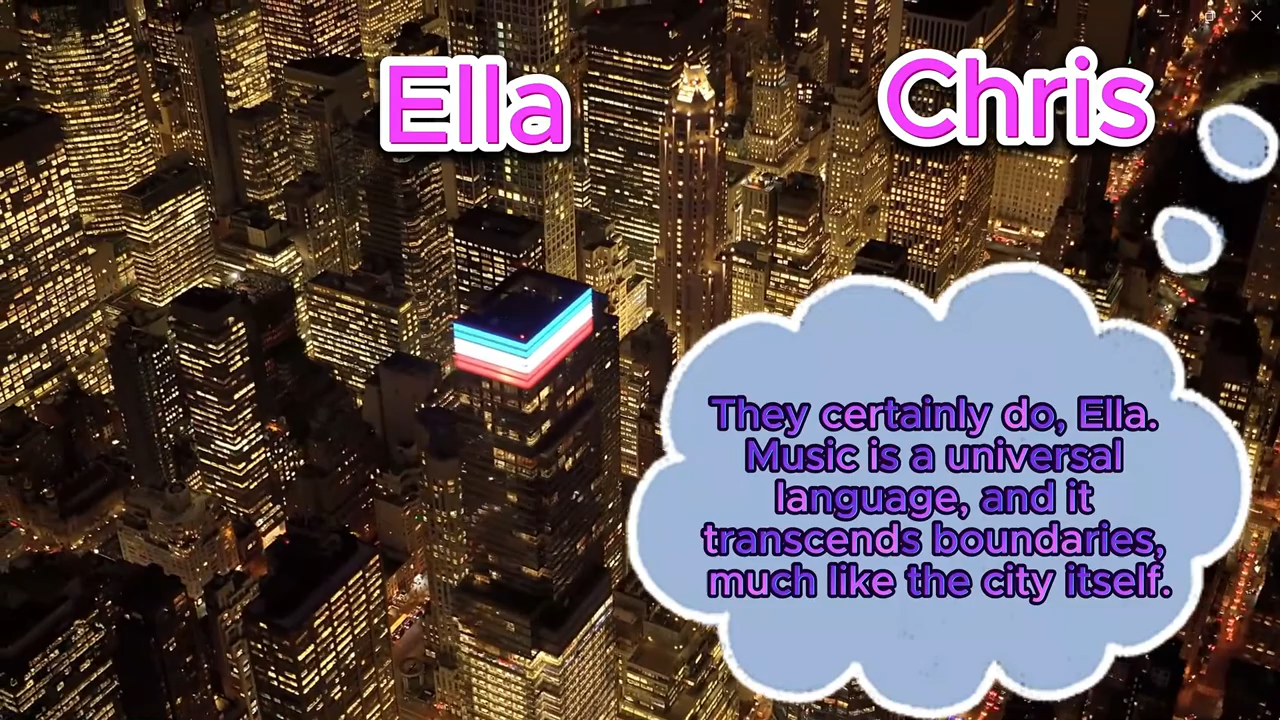 Ella
Chris
They certainly do, Ella.
Music is a universal
language, and it
transcends boundaries,
much like the city itself.